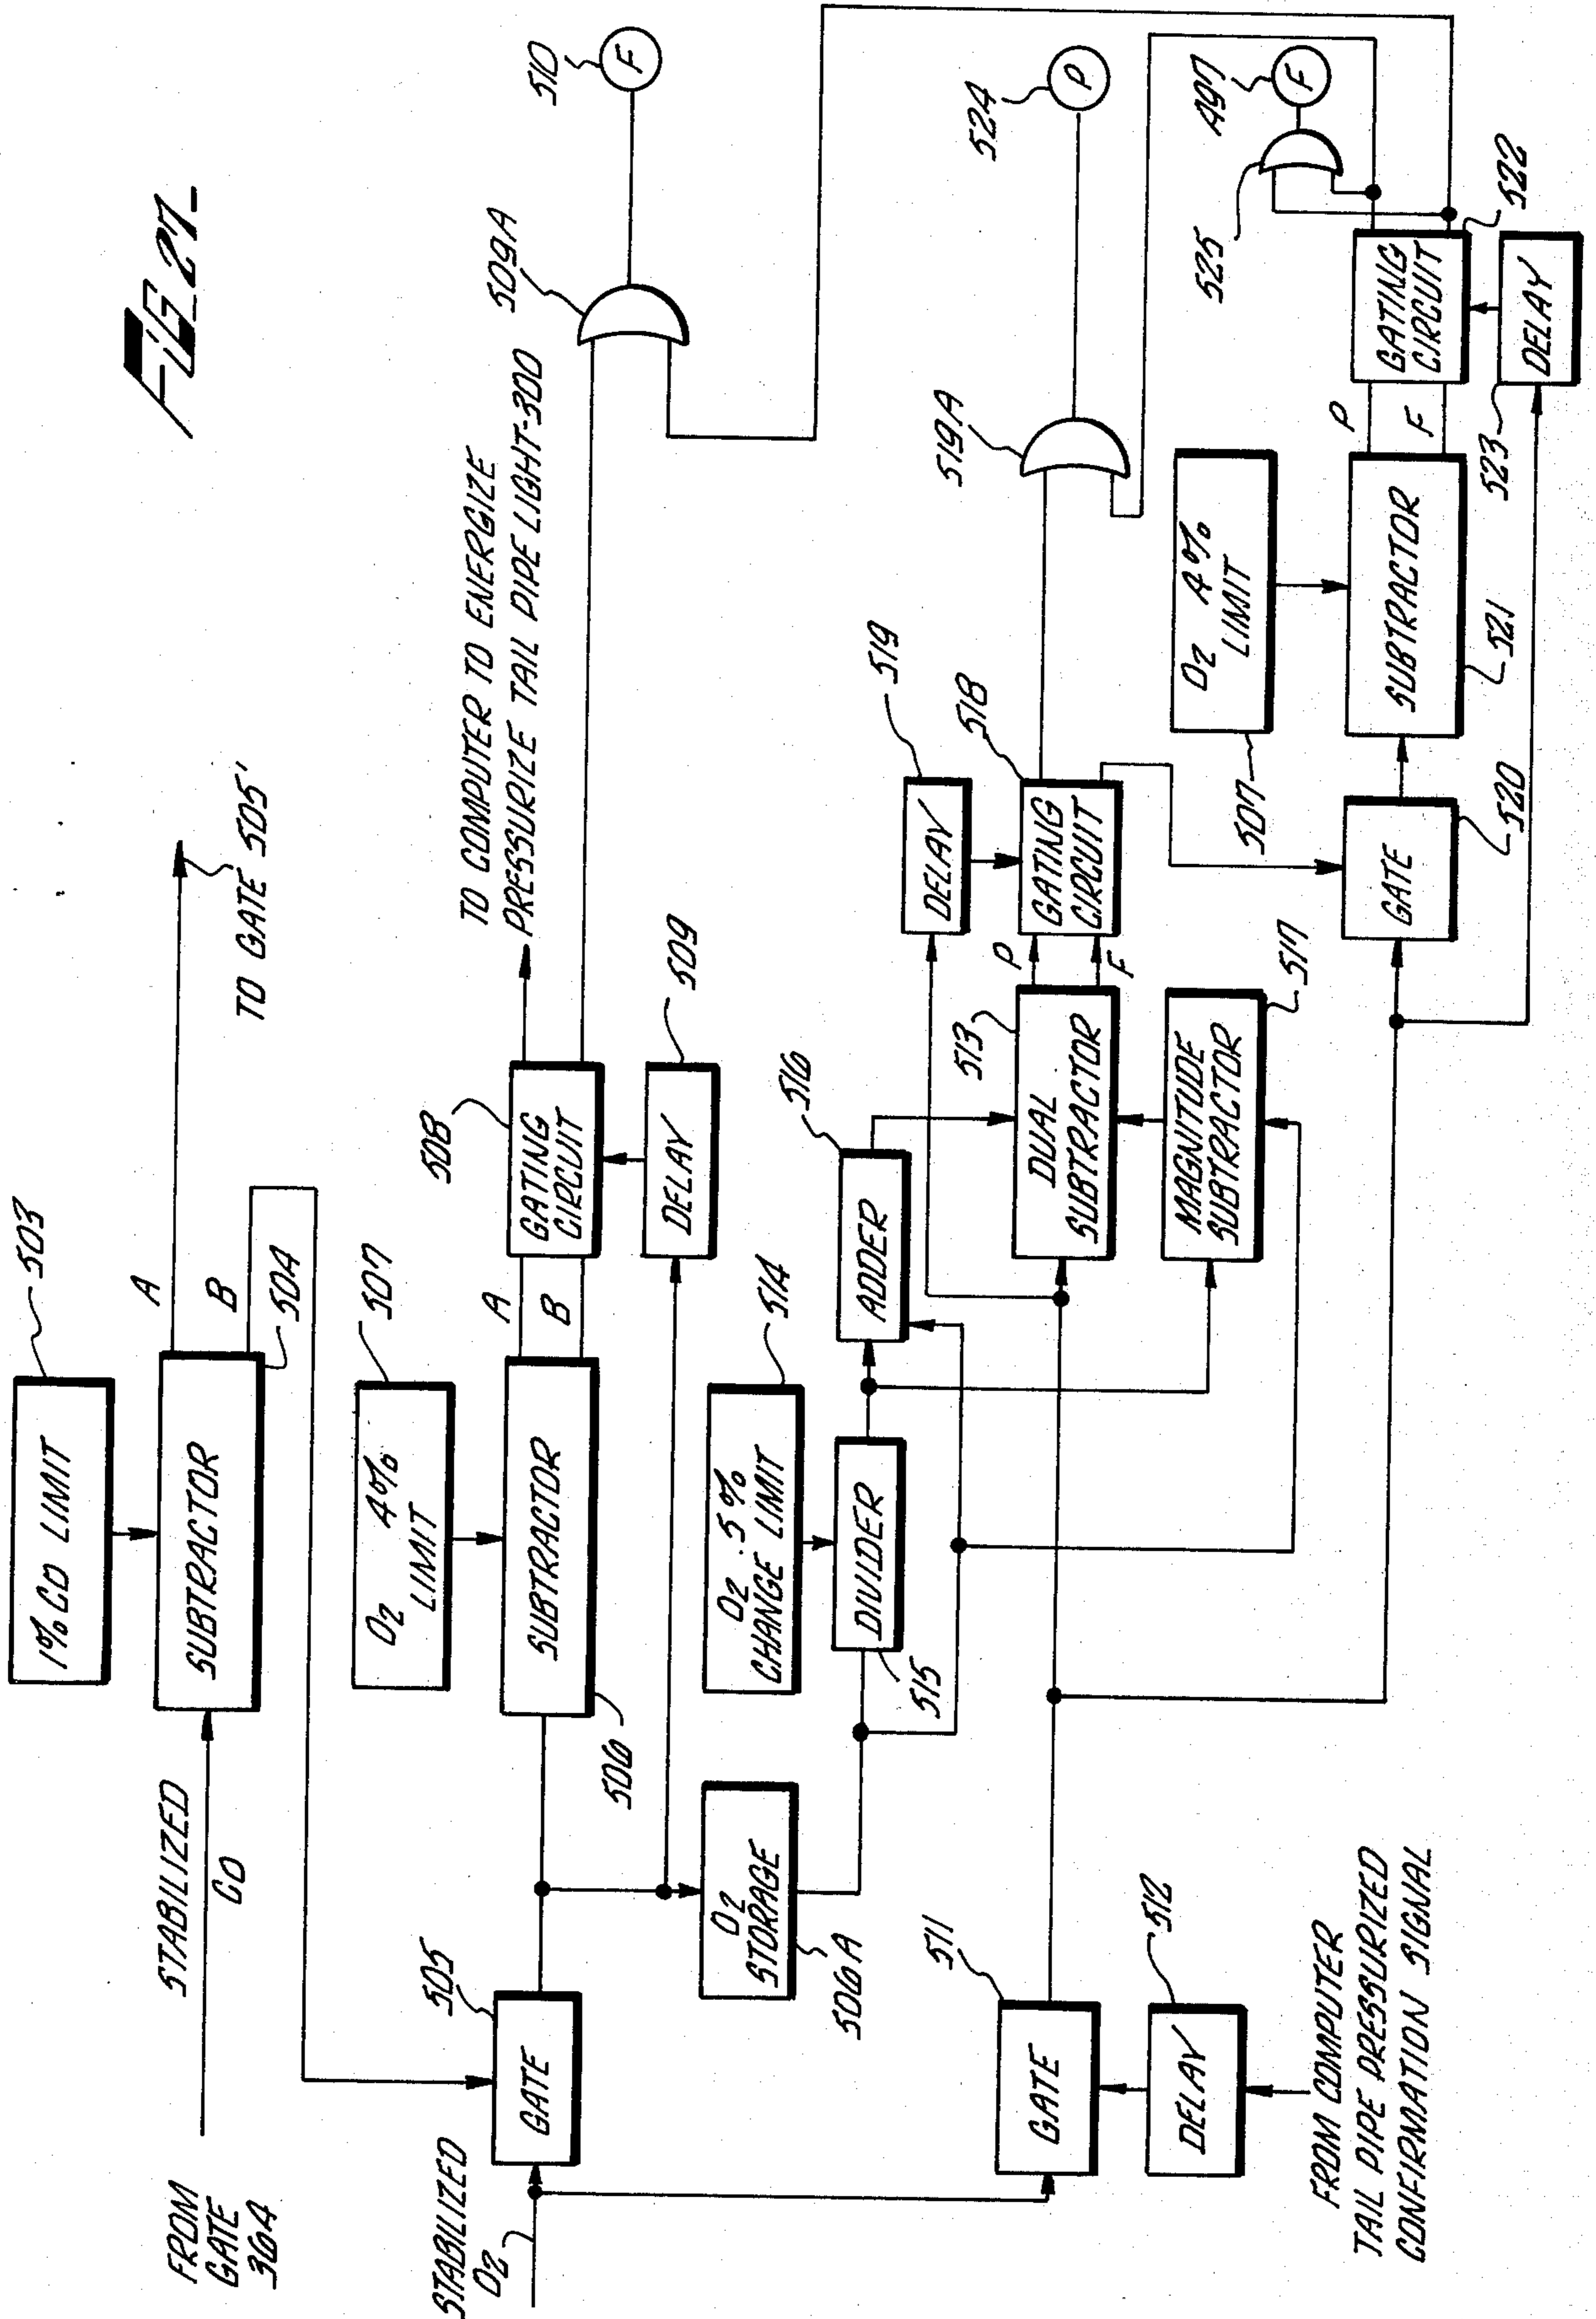 FIG_27_
503
1% CO LIMIT
STABILIZED
CO
FROM
GATE
364
SUBTRACTOR
504
A
B
TO GATE 505'
507
O2 4%
LIMIT
STABILIZED
O2
505
GATE
SUBTRACTOR
506
A
B
508
GATING
CIRCUIT
509
DELAY
TO COMPUTER TO ENERGIZE
PRESSURIZE TAIL PIPE LIGHT-300
509A
510
F
O2
STORAGE
506A
514
O2 .5%
CHANGE LIMIT
DIVIDER
515
516
ADDER
511
GATE
512
DELAY
FROM COMPUTER
TAIL PIPE PRESSURIZED
CONFIRMATION SIGNAL
513
DUAL
SUBTRACTOR
MAGNITUDE
SUBTRACTOR
517
P
F
519
DELAY
518
GATING
CIRCUIT
519A
524
P
GATE
520
O2 4%
LIMIT
507
SUBTRACTOR
521
P
F
GATING
CIRCUIT
522
DELAY
523
525
A97
F